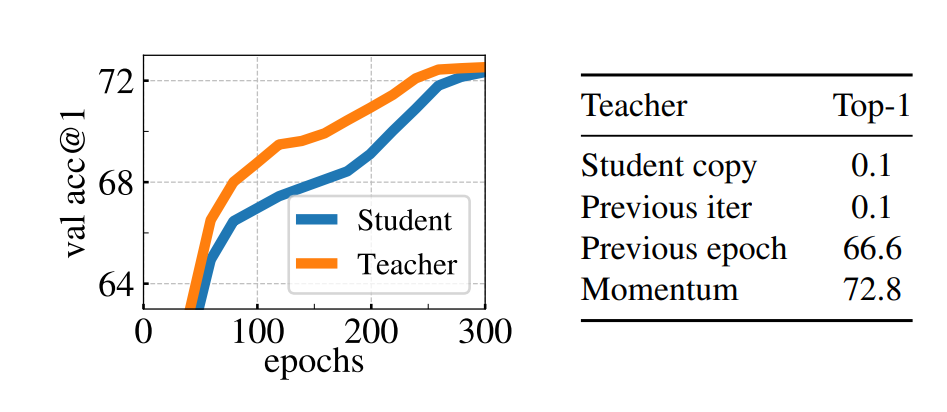 72
68
64
val acc@1
0 100 200 300
epochs
Student
Teacher
Teacher Top-1
Student copy 0.1
Previous iter 0.1
Previous epoch 66.6
Momentum 72.8